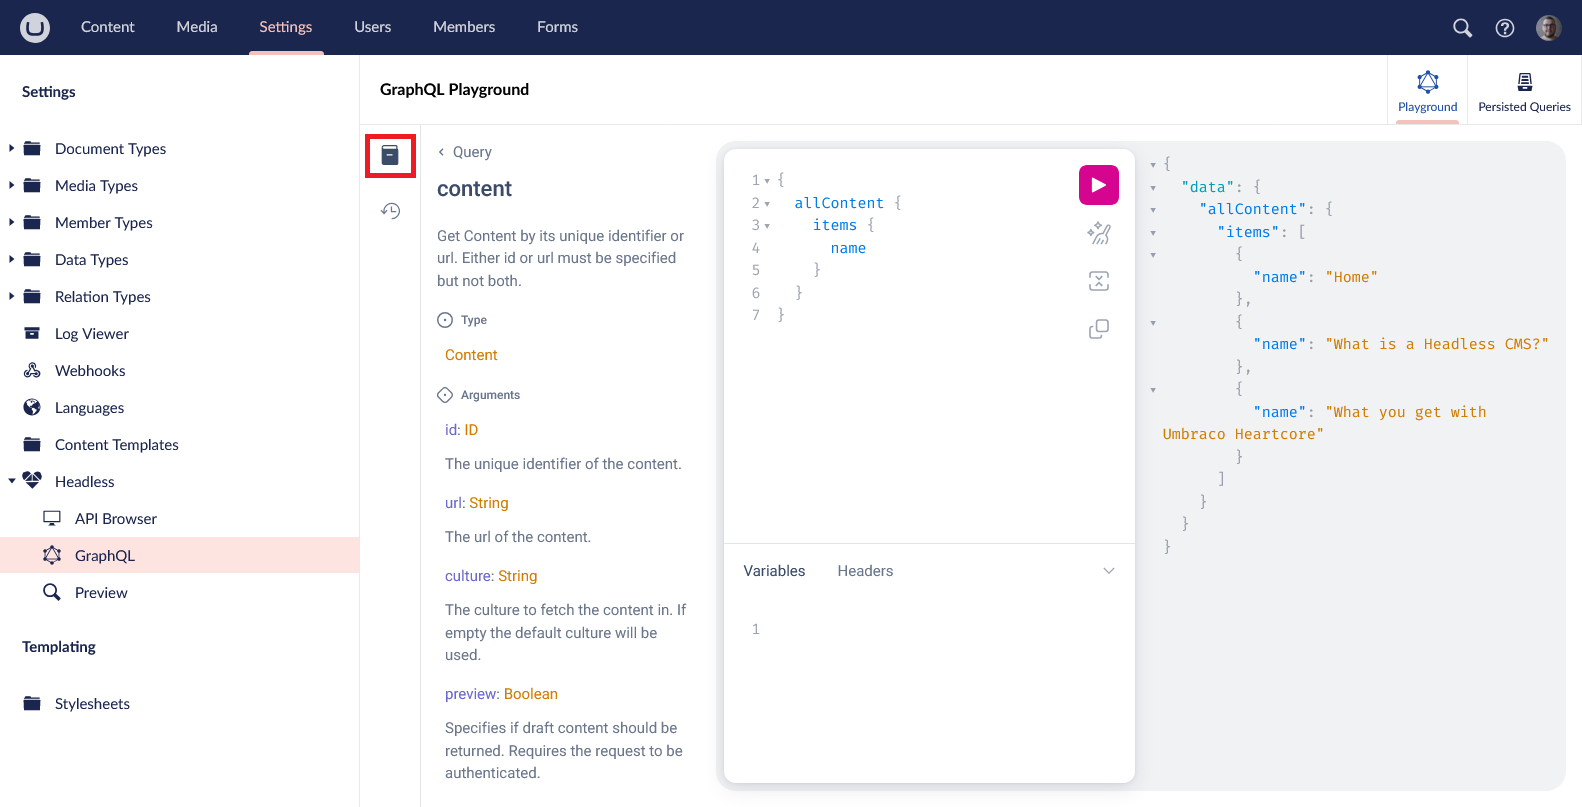 Content
Media
Settings
Users
Members
Forms
Settings
Document Types
Media Types
Member Types
Data Types
Relation Types
Log Viewer
Webhooks
Languages
Content Templates
Headless
API Browser
GraphQL
Preview
Templating
Stylesheets
GraphQL Playground
Playground
Persisted Queries
Query
content
Get Content by its unique identifier or
url. Either id or url must be specified
but not both.
Type
Content
Arguments
id: ID
The unique identifier of the content.
url: String
The url of the content.
culture: String
The culture to fetch the content in. If
empty the default culture will be
used.
preview: Boolean
Specifies if draft content should be
returned. Requires the request to be
authenticated.
1 {
2 allContent {
3 items {
4 name
5 }
6 }
7 }
Variables
Headers
1
{
"data": {
"allContent": {
"items": [
{
"name": "Home"
},
{
"name": "What is a Headless CMS?"
},
{
"name": "What you get with
Umbraco Heartcore"
}
]
}
}
}